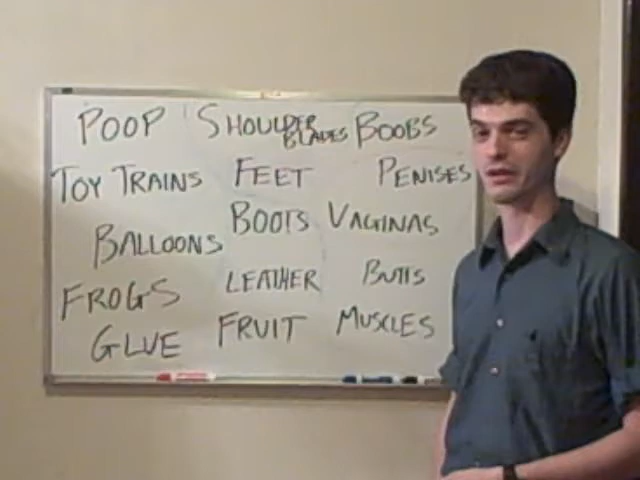 POOP SHOULDER BLADES BOOBS
TOY TRAINS FEET PENISES
BALLOONS BOOTS VAGINAS
FROGS LEATHER BUTTS
GLUE FRUIT MUSCLES